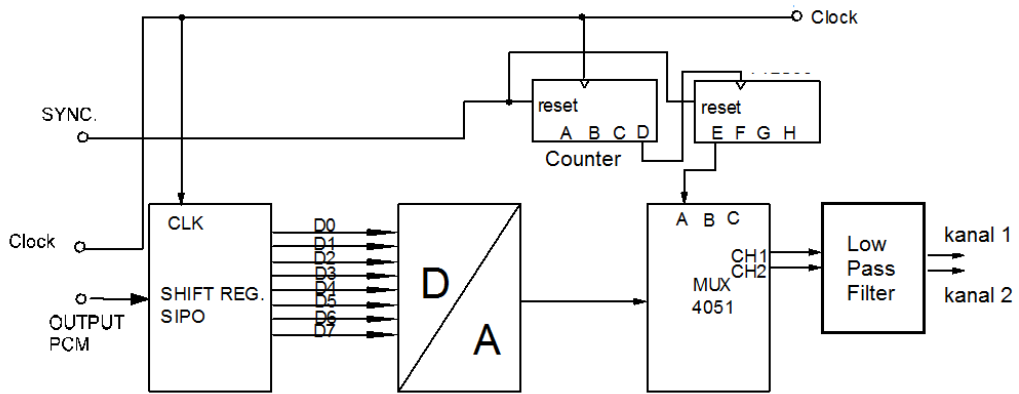 Clock
SYNC.
reset
A B C D
Counter
reset
E F G H
Clock
OUTPUT
PCM
CLK
SHIFT REG.
SIPO
D0
D1
D2
D3
D4
D5
D6
D7
D
A
A B C
CH1
CH2
MUX
4051
Low
Pass
Filter
kanal 1
kanal 2